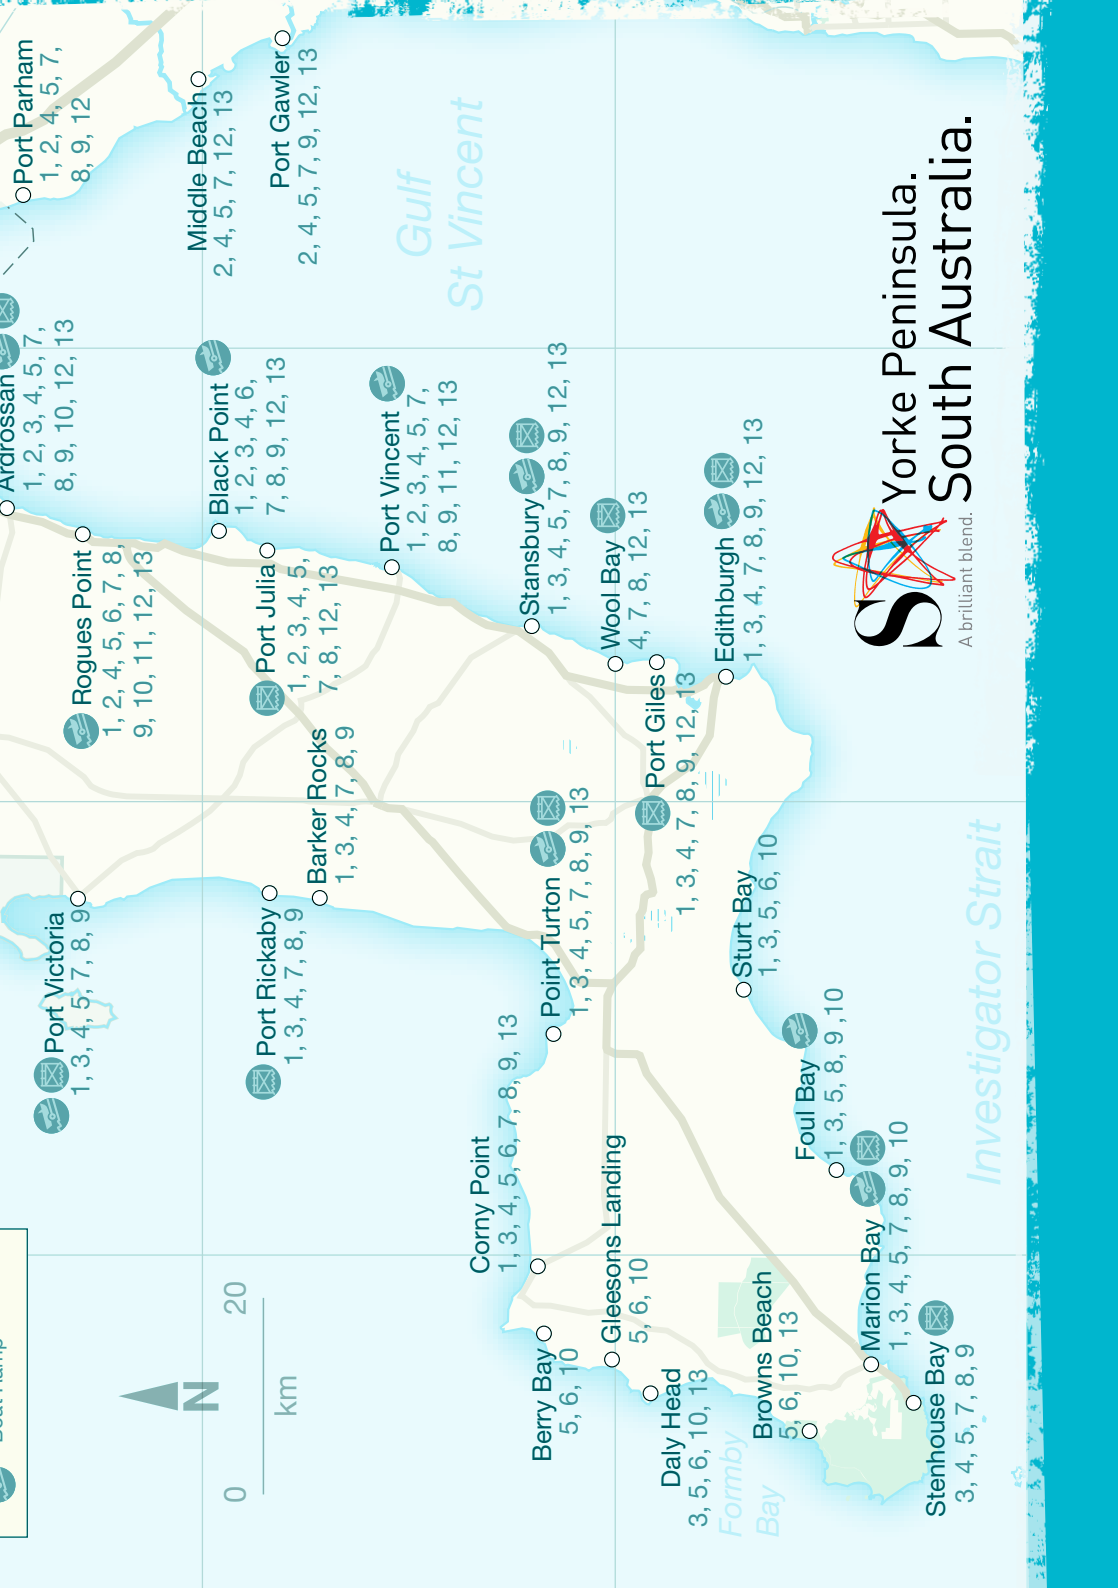 Port Parham
1, 2, 4, 5, 7,
8, 9, 12
Middle Beach
2, 4, 5, 7, 12, 13
Port Gawler
2, 4, 5, 7, 9, 12, 13
Gulf
St Vincent
Ardrossan
1, 2, 3, 4, 5, 7,
8, 9, 10, 12, 13
Rogues Point
1, 2, 4, 5, 6, 7, 8,
9, 10, 11, 12, 13
Black Point
1, 2, 3, 4, 6,
7, 8, 9, 12, 13
Port Julia
1, 2, 3, 4, 5,
7, 8, 12, 13
Port Vincent
1, 2, 3, 4, 5, 7,
8, 9, 11, 12, 13
Stansbury
1, 3, 4, 5, 7, 8, 9, 12, 13
Wool Bay
4, 7, 8, 12, 13
Port Giles
1, 3, 4, 7, 8, 9, 12, 13
Edithburgh
1, 3, 4, 7, 8, 9, 12, 13
Port Victoria
1, 3, 4, 5, 7, 8, 9
Port Rickaby
1, 3, 4, 7, 8, 9
Barker Rocks
1, 3, 4, 7, 8, 9
Point Turton
1, 3, 4, 5, 7, 8, 9, 13
Corny Point
1, 3, 4, 5, 6, 7, 8, 9, 13
Berry Bay
5, 6, 10
Gleesons Landing
5, 6, 10
Daly Head
3, 5, 6, 10, 13
Formby
Bay
Browns Beach
5, 6, 10, 13
Stenhouse Bay
3, 4, 5, 7, 8, 9
Marion Bay
1, 3, 4, 5, 7, 8, 9, 10
Foul Bay
1, 3, 5, 8, 9 ,10
Sturt Bay
1, 3, 5, 6, 10
Investigator Strait
N
0
20
km
S
A brilliant blend.
Yorke Peninsula.
South Australia.